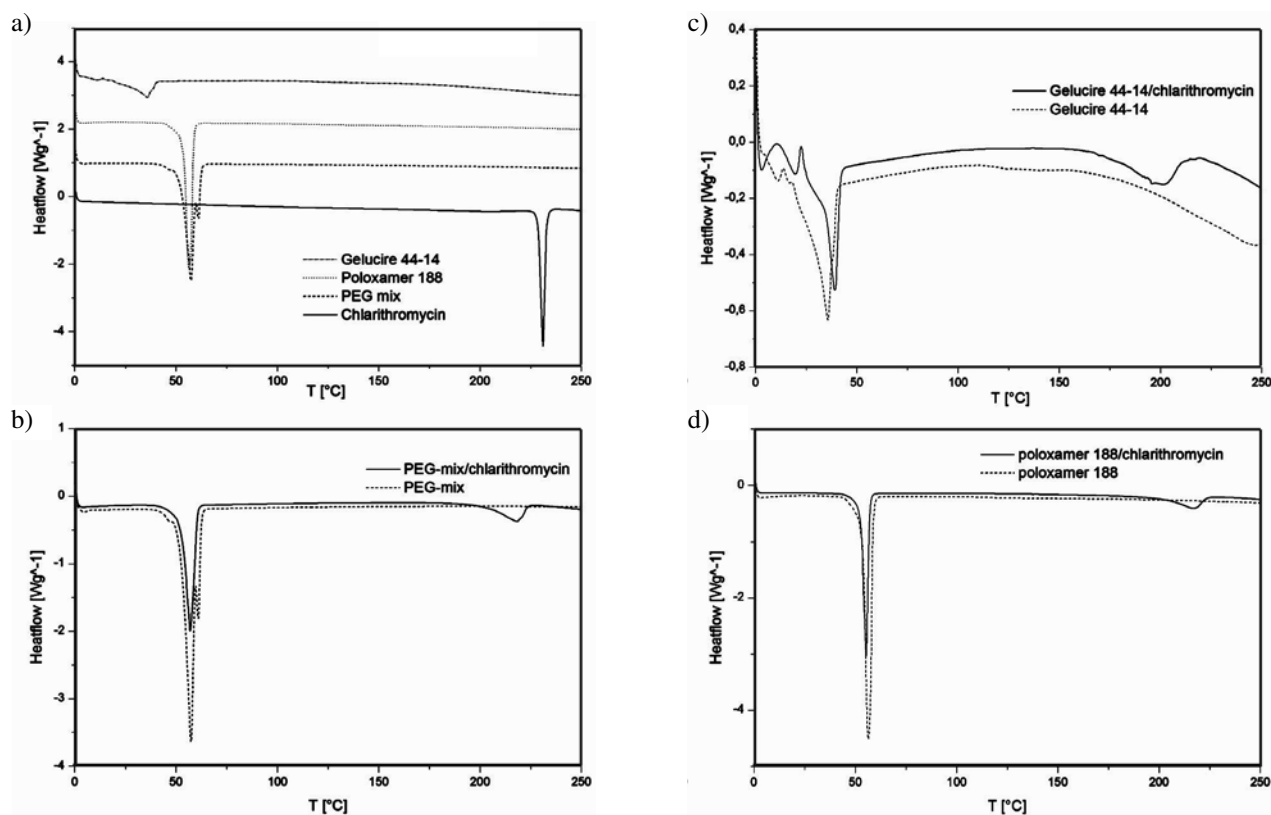 a)
4
2
0
-2
-4
Heatflow [Wg^-1]
Gelucire 44-14
Poloxamer 188
PEG mix
Chlarithromycin
0 50 100 150 200 250
T [°C]
c)
0,4
0,2
0,0
-0,2
-0,4
-0,6
-0,8
Heatflow [Wg^-1]
Gelucire 44-14/chlarithromycin
Gelucire 44-14
0 50 100 150 200 250
T [°C]
b)
1
0
-1
-2
-3
-4
Heatflow [Wg^-1]
PEG-mix/chlarithromycin
PEG-mix
0 50 100 150 200 250
T [°C]
d)
0
-2
-4
Heatflow [Wg^-1]
poloxamer 188/chlarithromycin
poloxamer 188
0 50 100 150 200 250
T [°C]